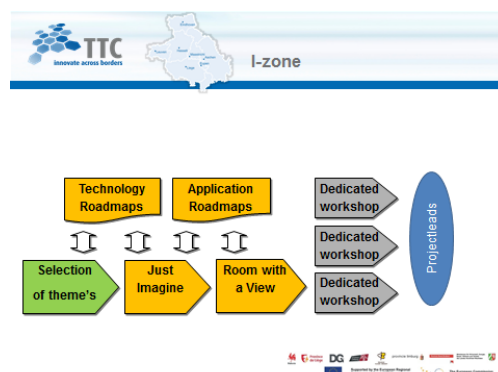 TTC
innovate across borders
I-zone
Technology
Roadmaps
Application
Roadmaps
Dedicated
workshop
Dedicated
workshop
Dedicated
workshop
Projectleads
Selection
of theme's
Just
Imagine
Room with
a View
DG
Supported by the European Regional